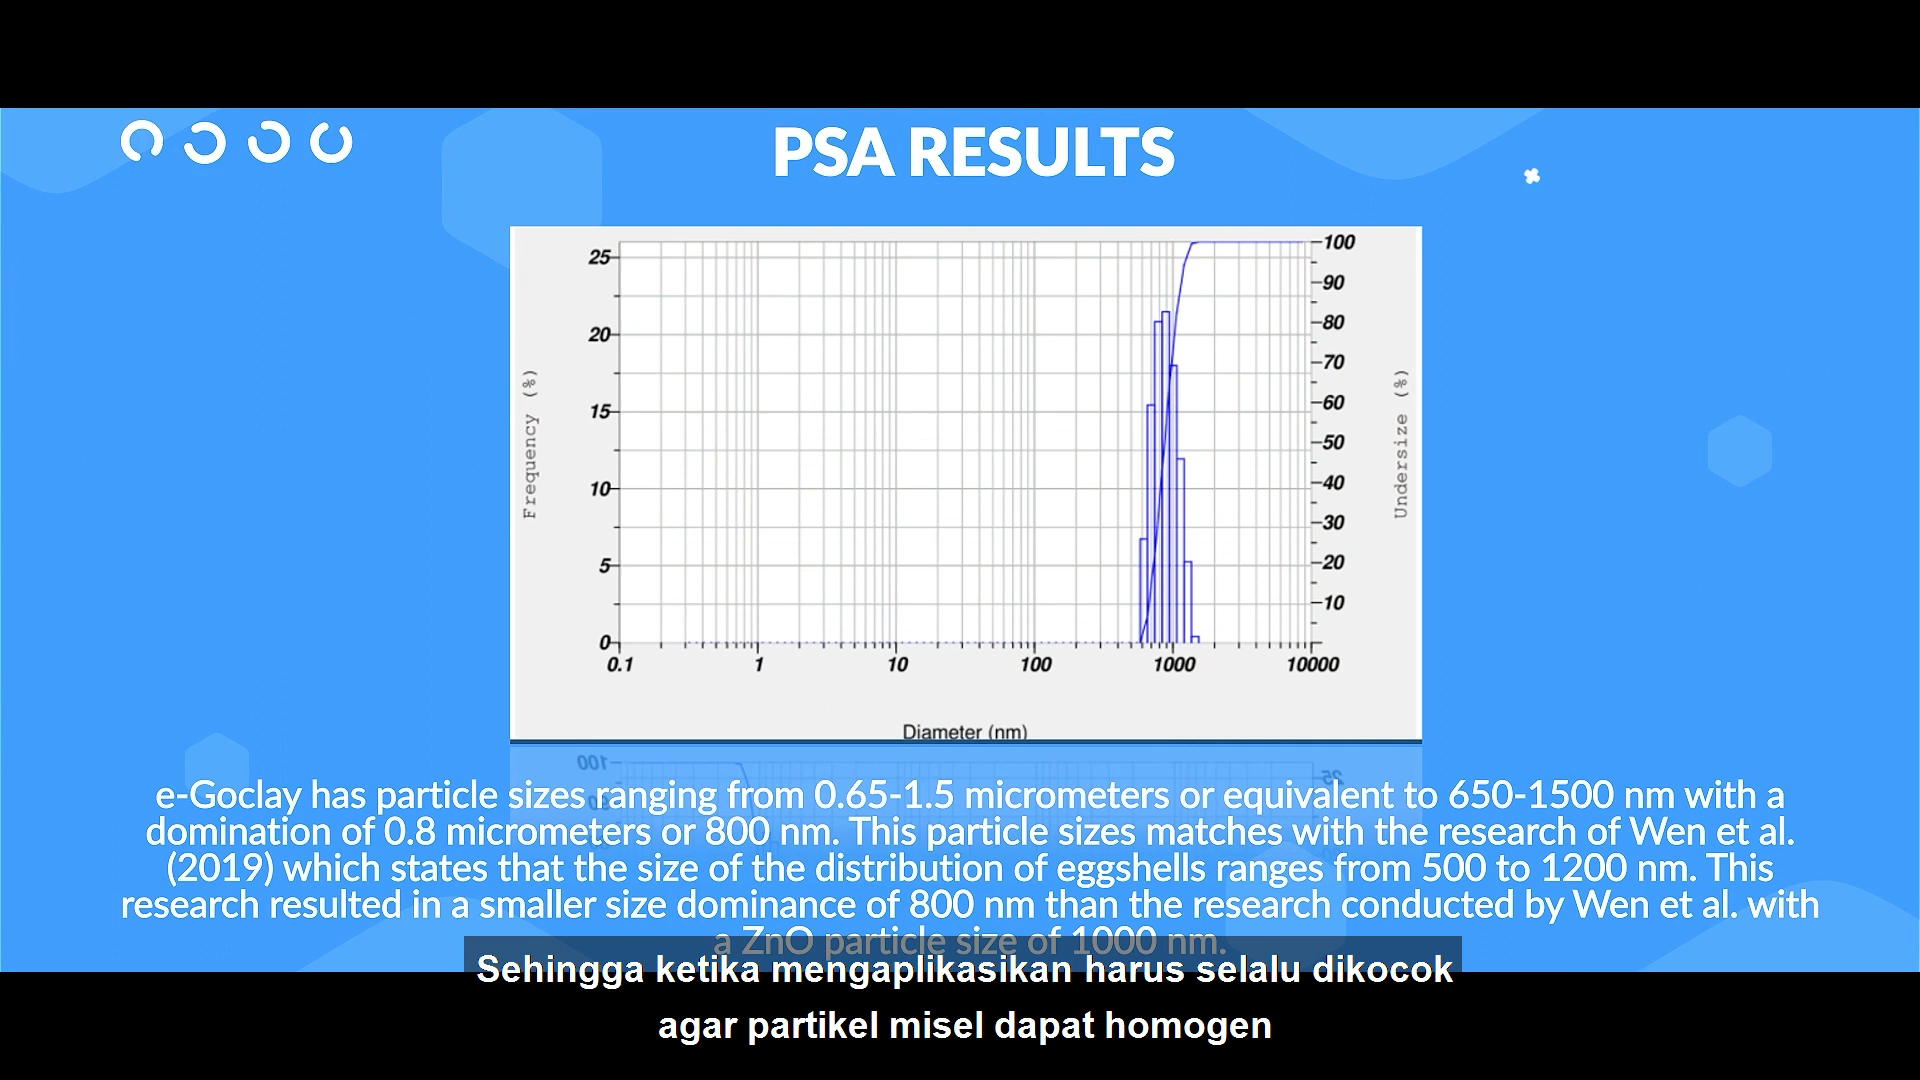 PSA RESULTS
25
20
15
10
5
0
Frequency (%)
100
90
80
70
60
50
40
30
20
10
Undersize (%)
0.1 1 10 100 1000 10000
Diameter (nm)
e-Goclay has particle sizes ranging from 0.65-1.5 micrometers or equivalent to 650-1500 nm with a
domination of 0.8 micrometers or 800 nm. This particle sizes matches with the research of Wen et al.
(2019) which states that the size of the distribution of eggshells ranges from 500 to 1200 nm. This
research resulted in a smaller size dominance of 800 nm than the research conducted by Wen et al. with
a ZnO particle size of 1000 nm.
Sehingga ketika mengaplikasikan harus selalu dikocok
agar partikel misel dapat homogen